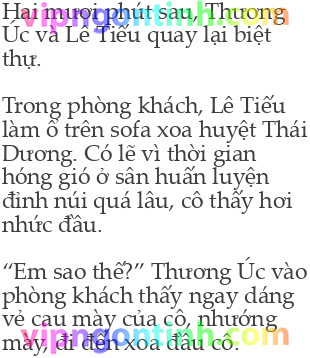 Hai mươi phút sau, Thương
Úc và Lê Tiếu quay lại biệt
thự.
Trong phòng khách, Lê Tiếu
làm ổ trên sofa xoa huyệt Thái
Dương. Có lẽ vì thời gian
hóng gió ở sân huấn luyện
đỉnh núi quá lâu, cô thấy hơi
nhức đầu.
“Em sao thế?” Thương Úc vào
phòng khách thấy ngay dáng
vẻ cau mày của cô, nhướng
mày, đi đến xoa đầu cô.
vipngontinh.com
vipngontinh.com
vipngontinh.com